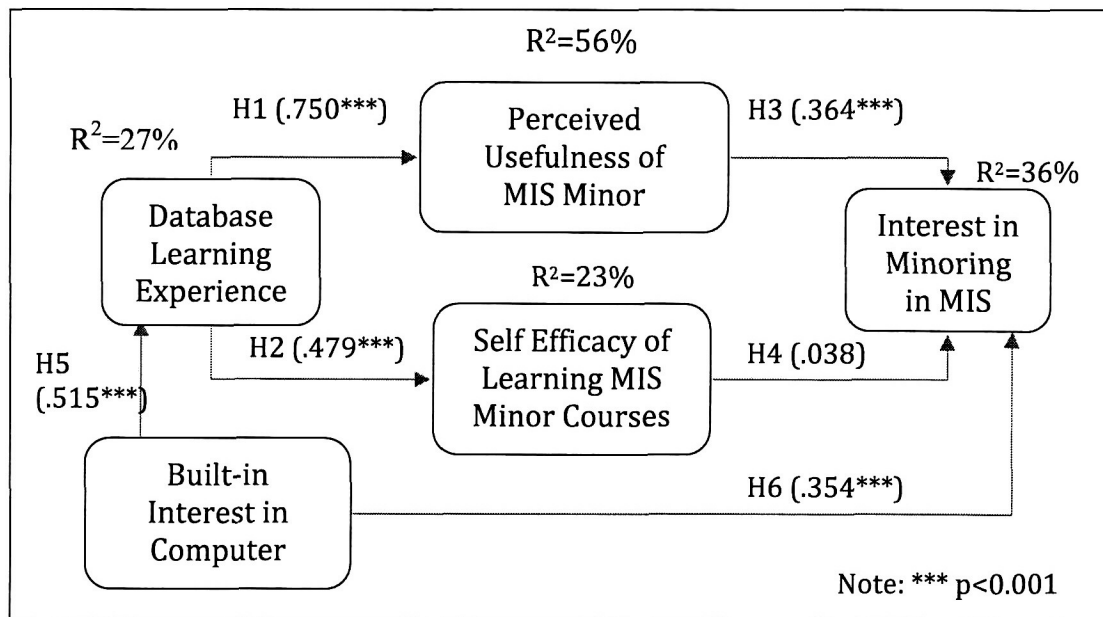 R²=56%
H1 (.750***)
Perceived
Usefulness of
MIS Minor
H3 (.364***)
R²=27%
R²=36%
Database
Learning
Experience
Interest in
Minoring
in MIS
R²=23%
H2 (.479***)
Self Efficacy of
Learning MIS
Minor Courses
H4 (.038)
H5
(.515***)
Built-in
Interest in
Computer
H6 (.354***)
Note: *** p<0.001